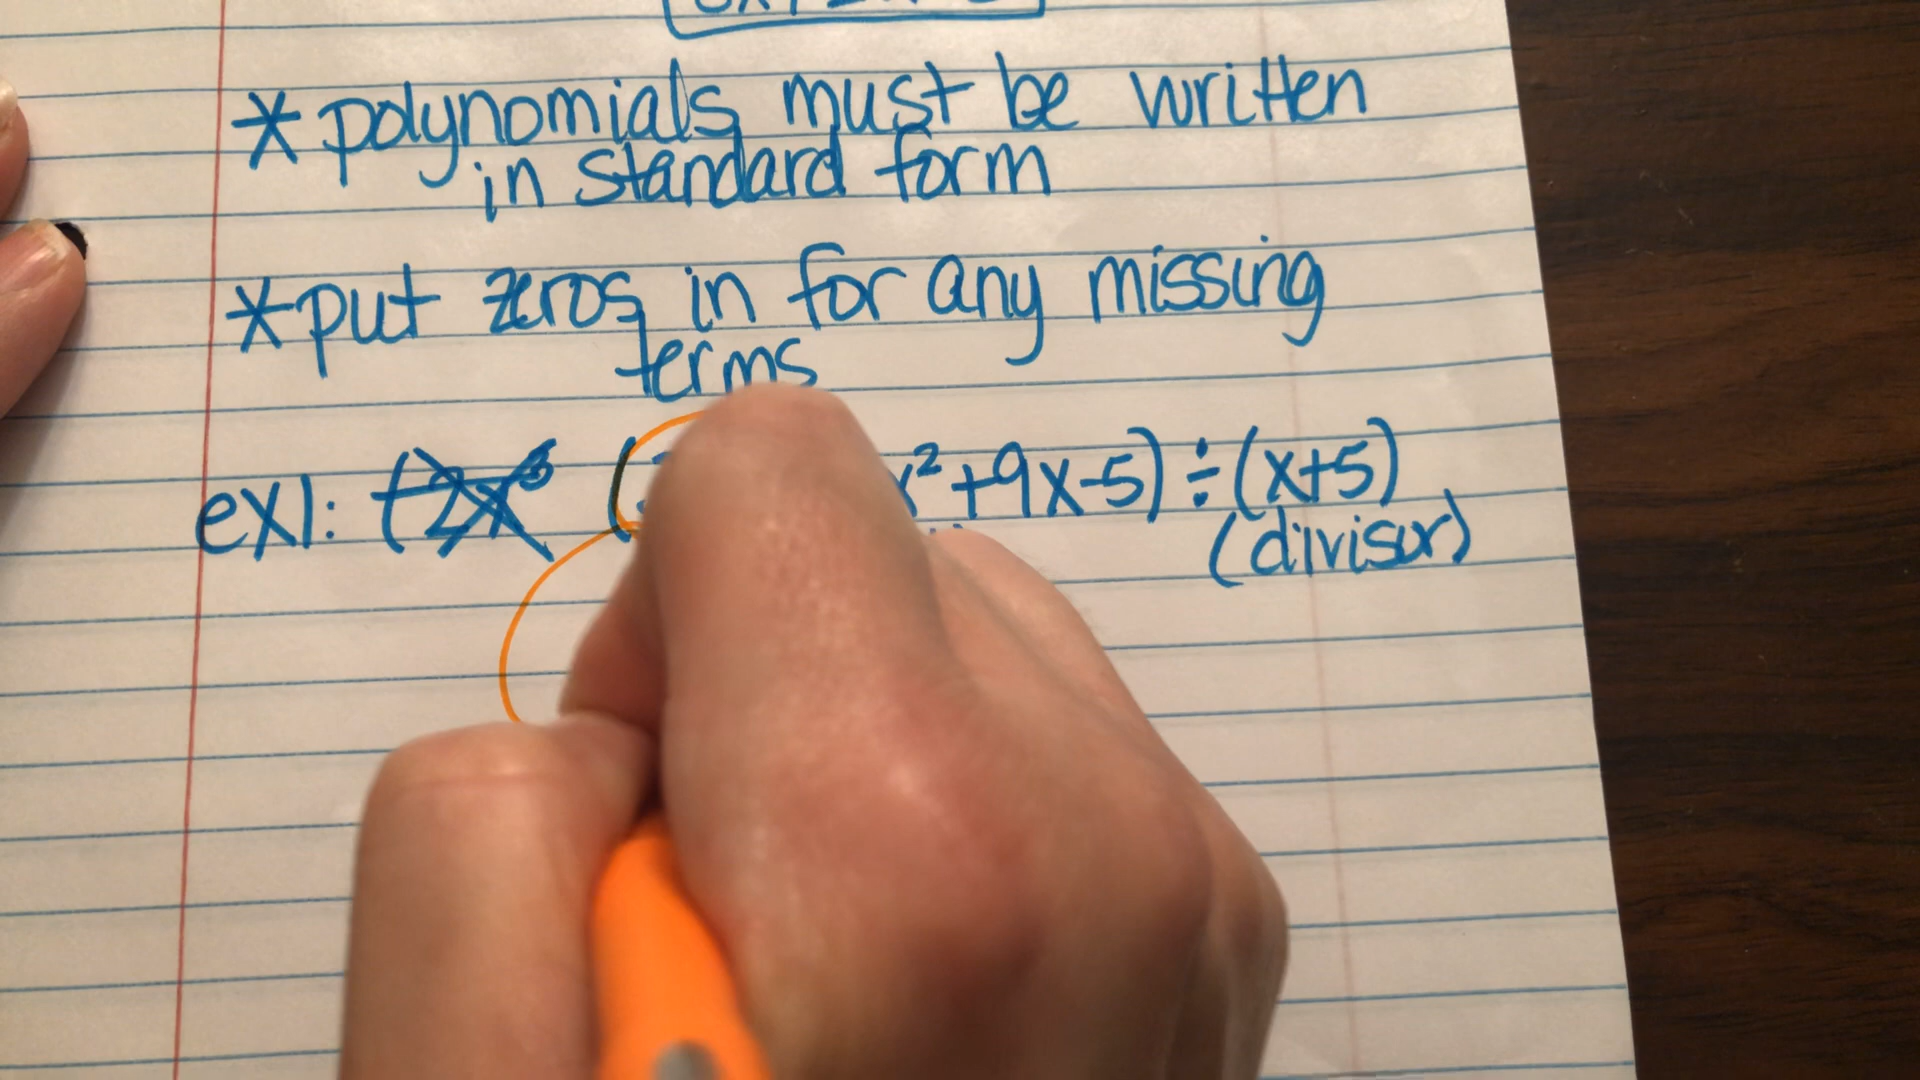 * polynomials must be written
in standard form
* put zeros in for any missing
terms
ex1: (2x³ ( x²+9x-5) ÷ (x+5)
(divisor)